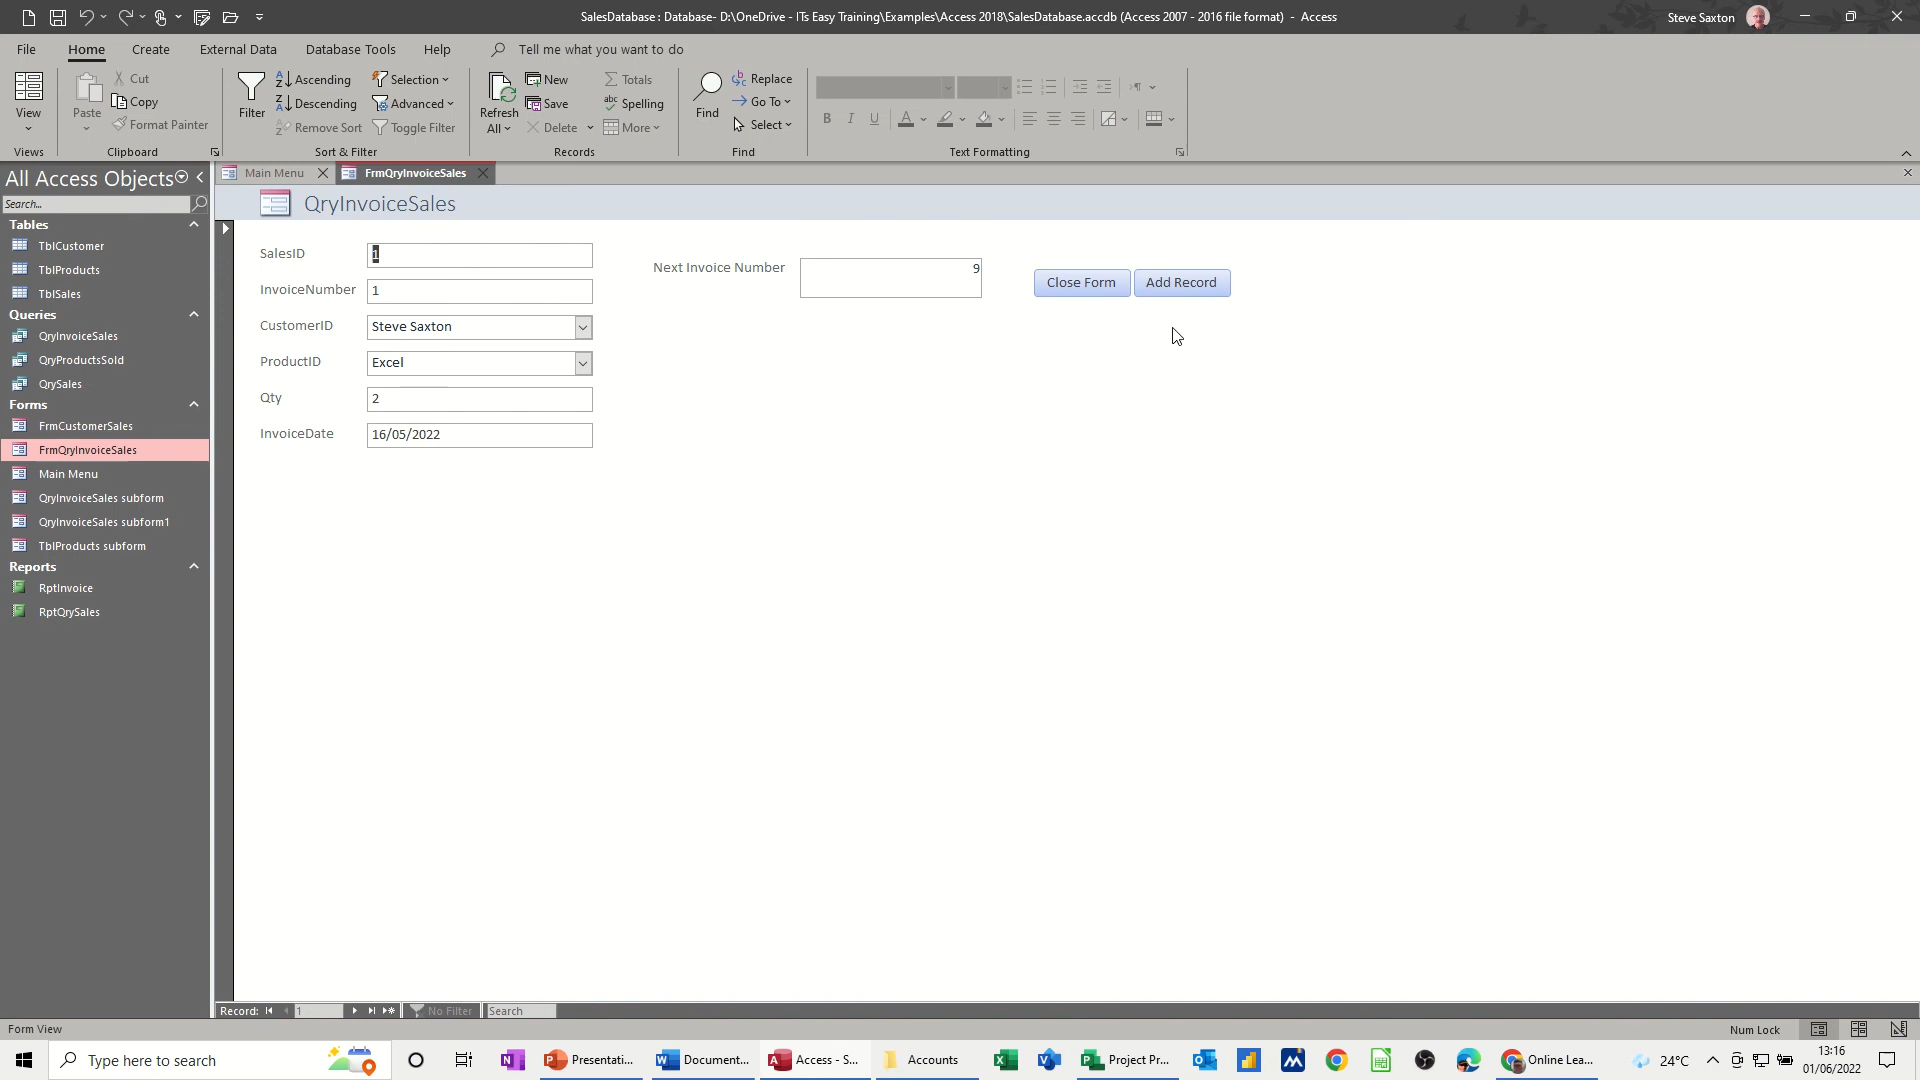 SalesDatabase : Database- D:\OneDrive - ITs Easy Training\Examples\Access 2018\SalesDatabase.accdb (Access 2007 - 2016 file format) - Access
Steve Saxton
File Home Create External Data Database Tools Help Tell me what you want to do
View
Views
Paste
Cut
Copy
Format Painter
Clipboard
Filter
Ascending
Descending
Remove Sort
Selection
Advanced
Toggle Filter
Sort & Filter
Refresh
All
New
Save
Delete
Totals
Spelling
More
Records
Find
Replace
Go To
Select
Find
B I U
Text Formatting
All Access Objects
Search...
Tables
TblCustomer
TblProducts
TblSales
Queries
QryInvoiceSales
QryProductsSold
QrySales
Forms
FrmCustomerSales
FrmQryInvoiceSales
Main Menu
QryInvoiceSales subform
QryInvoiceSales subform1
TblProducts subform
Reports
RptInvoice
RptQrySales
Main Menu FrmQryInvoiceSales
QryInvoiceSales
SalesID 1
InvoiceNumber 1
CustomerID Steve Saxton
ProductID Excel
Qty 2
InvoiceDate 16/05/2022
Next Invoice Number 9
Close Form Add Record
Record: 1 No Filter Search
Form View
Num Lock
Type here to search
Presentati...
Document...
Access - S...
Accounts
Project Pr...
Online Lea...
24°C
13:16
01/06/2022